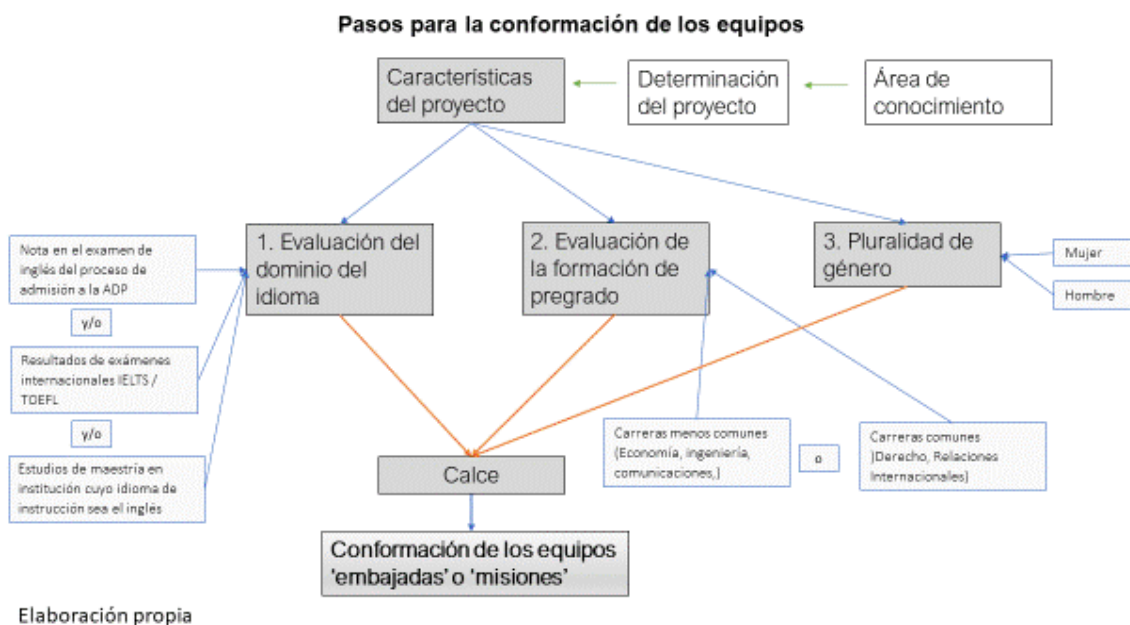 Pasos para la conformación de los equipos
Características
del proyecto
Determinación
del proyecto
Área de
conocimiento
1. Evaluación del
dominio del
idioma
2. Evaluación de
la formación de
pregrado
3. Pluralidad de
género
Nota en el examen de
inglés del proceso de
admisión a la ADP
y/o
Resultados de exámenes
internacionales IELTS /
TOEFL
y/o
Estudios de maestría en
institución cuyo idioma de
instrucción sea el inglés
Mujer
Hombre
Carreras menos comunes
(Economía, ingeniería,
comunicaciones,)
o
Carreras comunes
)Derecho, Relaciones
Internacionales)
Calce
Conformación de los equipos
'embajadas' o 'misiones'
Elaboración propia